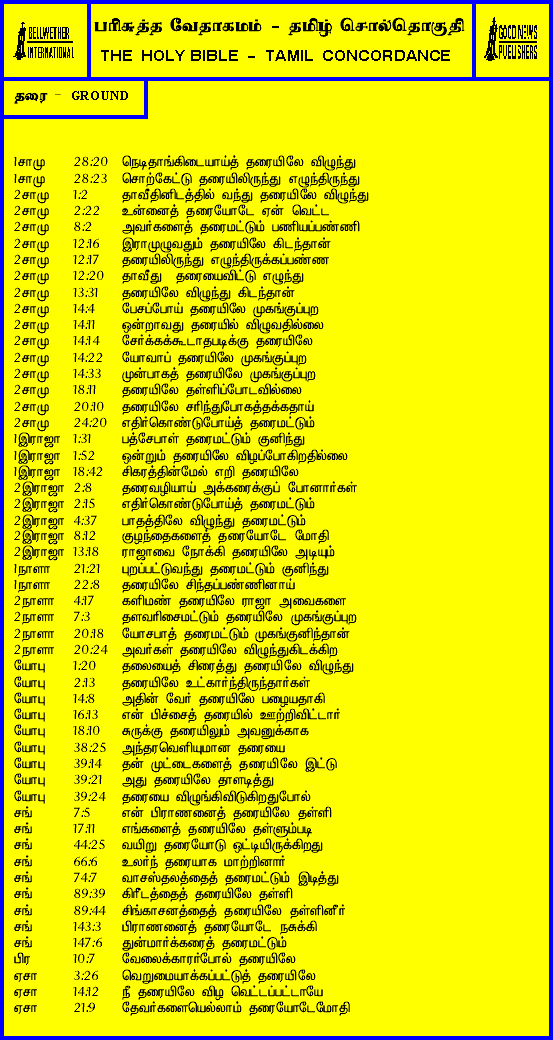 BELLWETHER INTERNATIONAL
பரிசுத்த வேதாகமம் - தமிழ் சொல்தொகுதி
THE HOLY BIBLE - TAMIL CONCORDANCE
GOOD NEWS PUBLISHERS
தரை - GROUND
1சாமு 28:20 நெடிதாங்கிடையாய்த் தரையிலே விழுந்து
1சாமு 28:23 சொற்கேட்டு தரையிலிருந்து எழுந்திருந்து
2சாமு 1:2 தாவீதினிடத்தில் வந்து தரையிலே விழுந்து
2சாமு 2:22 உன்னைத் தரையோடே ஏன் வெட்ட
2சாமு 8:2 அவர்களைத் தரைமட்டும் பணியப்பண்ணி
2சாமு 12:16 இராமுழுவதும் தரையிலே கிடந்தான்
2சாமு 12:17 தரையிலிருந்து எழுந்திருக்கப்பண்ண
2சாமு 12:20 தாவீது தரையைவிட்டு எழுந்து
2சாமு 13:31 தரையிலே விழுந்து கிடந்தான்
2சாமு 14:4 பேசப்போய் தரையிலே முகங்குப்புற
2சாமு 14:11 ஒன்றாவது தரையில் விழுவதில்லை
2சாமு 14:14 சேர்க்கக்கூடாதபடிக்கு தரையிலே
2சாமு 14:22 யோவாப் தரையிலே முகங்குப்புற
2சாமு 14:33 முன்பாகத் தரையிலே முகங்குப்புற
2சாமு 18:11 தரையிலே தள்ளிப்போடவில்லை
2சாமு 20:10 தரையிலே சரிந்துபோகத்தக்கதாய்
2சாமு 24:20 எதிர்கொண்டுபோய்த் தரைமட்டும்
1இராஜா 1:31 பத்சேபாள் தரைமட்டும் குனிந்து
1இராஜா 1:52 ஒன்றும் தரையிலே விழப்போகிறதில்லை
1இராஜா 18:42 சிகரத்தின்மேல் எறி தரையிலே
2இராஜா 2:8 தரைவழியாய் அக்கரைக்குப் போனார்கள்
2இராஜா 2:15 எதிர்கொண்டுபோய்த் தரைமட்டும்
2இராஜா 4:37 பாதத்திலே விழுந்து தரைமட்டும்
2இராஜா 8:12 குழந்தைகளைத் தரையோடே மோதி
2இராஜா 13:18 ராஜாவை நோக்கி தரையிலே அடியும்
1நாளா 21:21 புறப்பட்டுவந்து தரைமட்டும் குனிந்து
1நாளா 22:8 தரையிலே சிந்தப்பண்ணினாய்
2நாளா 4:17 களிமண் தரையிலே ராஜா அவைகளை
2நாளா 7:3 தளவரிசைமட்டும் தரையிலே முகங்குப்புற
2நாளா 20:18 யோசபாத் தரைமட்டும் முகங்குனிந்தான்
2நாளா 20:24 அவர்கள் தரையிலே விழுந்துகிடக்கிற
யோபு 1:20 தலையைத் சிரைத்து தரையிலே விழுந்து
யோபு 2:13 தரையிலே உட்கார்ந்திருந்தார்கள்
யோபு 14:8 அதின் வேர் தரையிலே பழையதாகி
யோபு 16:13 என் பிச்சைத் தரையில் ஊற்றிவிட்டார்
யோபு 18:10 சுருக்கு தரையிலும் அவனுக்காக
யோபு 38:25 அந்தரவெளியுமான தரையை
யோபு 39:14 தன் முட்டைகளைத் தரையிலே இட்டு
யோபு 39:21 அது தரையிலே தாளடித்து
யோபு 39:24 தரையை விழுங்கிவிடுகிறதுபோல்
சங் 7:5 என் பிராணனைத் தரையிலே தள்ளி
சங் 17:11 எங்களைத் தரையிலே தள்ளும்படி
சங் 44:25 வயிறு தரையோடு ஒட்டியிருக்கிறது
சங் 66:6 உலர்ந் தரையாக மாற்றினார்
சங் 74:7 வாசஸ்தலத்தைத் தரைமட்டும் இடித்து
சங் 89:39 கிரீடத்தைத் தரையிலே தள்ளி
சங் 89:44 சிங்காசனத்தைத் தரையிலே தள்ளினீர்
சங் 143:3 பிராணனைத் தரையோடே நசுக்கி
சங் 147:6 துன்மார்க்கரைத் தரைமட்டும்
பிர 10:7 வேலைக்காரர்போல் தரையிலே
ஏசா 3:26 வெறுமையாக்கப்பட்டுத் தரையிலே
ஏசா 14:12 நீ தரையிலே விழ வெட்டப்பட்டாயே
ஏசா 21:9 தேவர்களையெல்லாம் தரையோடேமோதி